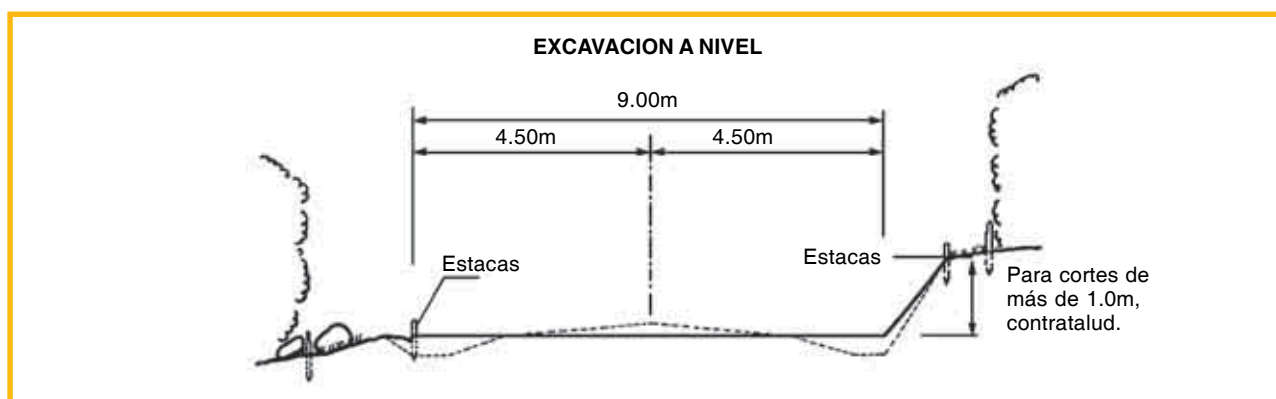 EXCAVACION A NIVEL
9.00m
4.50m
4.50m
Estacas
Estacas
Para cortes de
más de 1.0m,
contratalud.